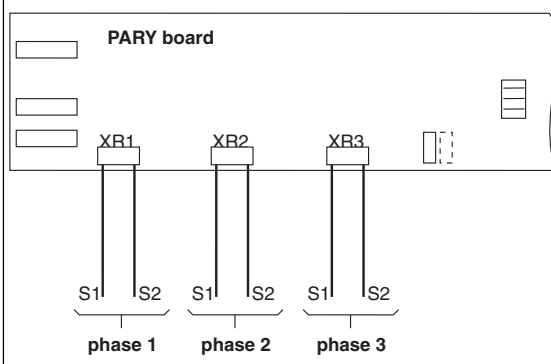 PARY board
XR1 XR2 XR3
S1 S2 S1 S2 S1 S2
phase 1 phase 2 phase 3